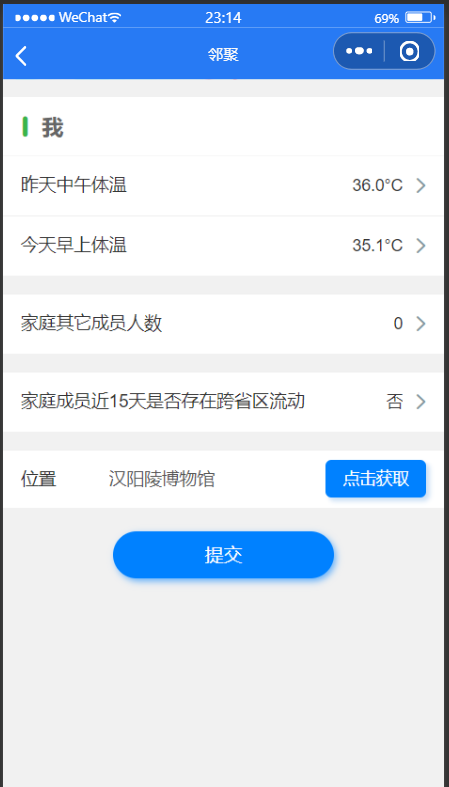 WeChat 23:14 69%
邻聚
我
昨天中午体温 36.0°C
今天早上体温 35.1°C
家庭其它成员人数 0
家庭成员近15天是否存在跨省区流动 否
位置 汉阳陵博物馆 点击获取
提交